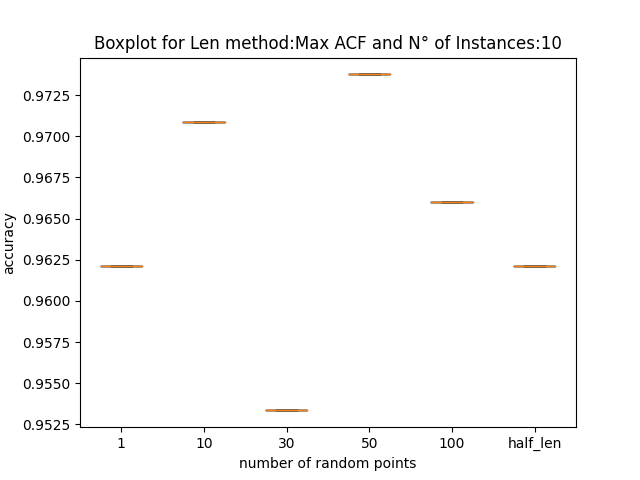 Boxplot for Len method:Max ACF and N° of Instances:10
0.9725
0.9700
0.9675
0.9650
0.9625
0.9600
0.9575
0.9550
0.9525
accuracy
1 10 30 50 100 half_len
number of random points